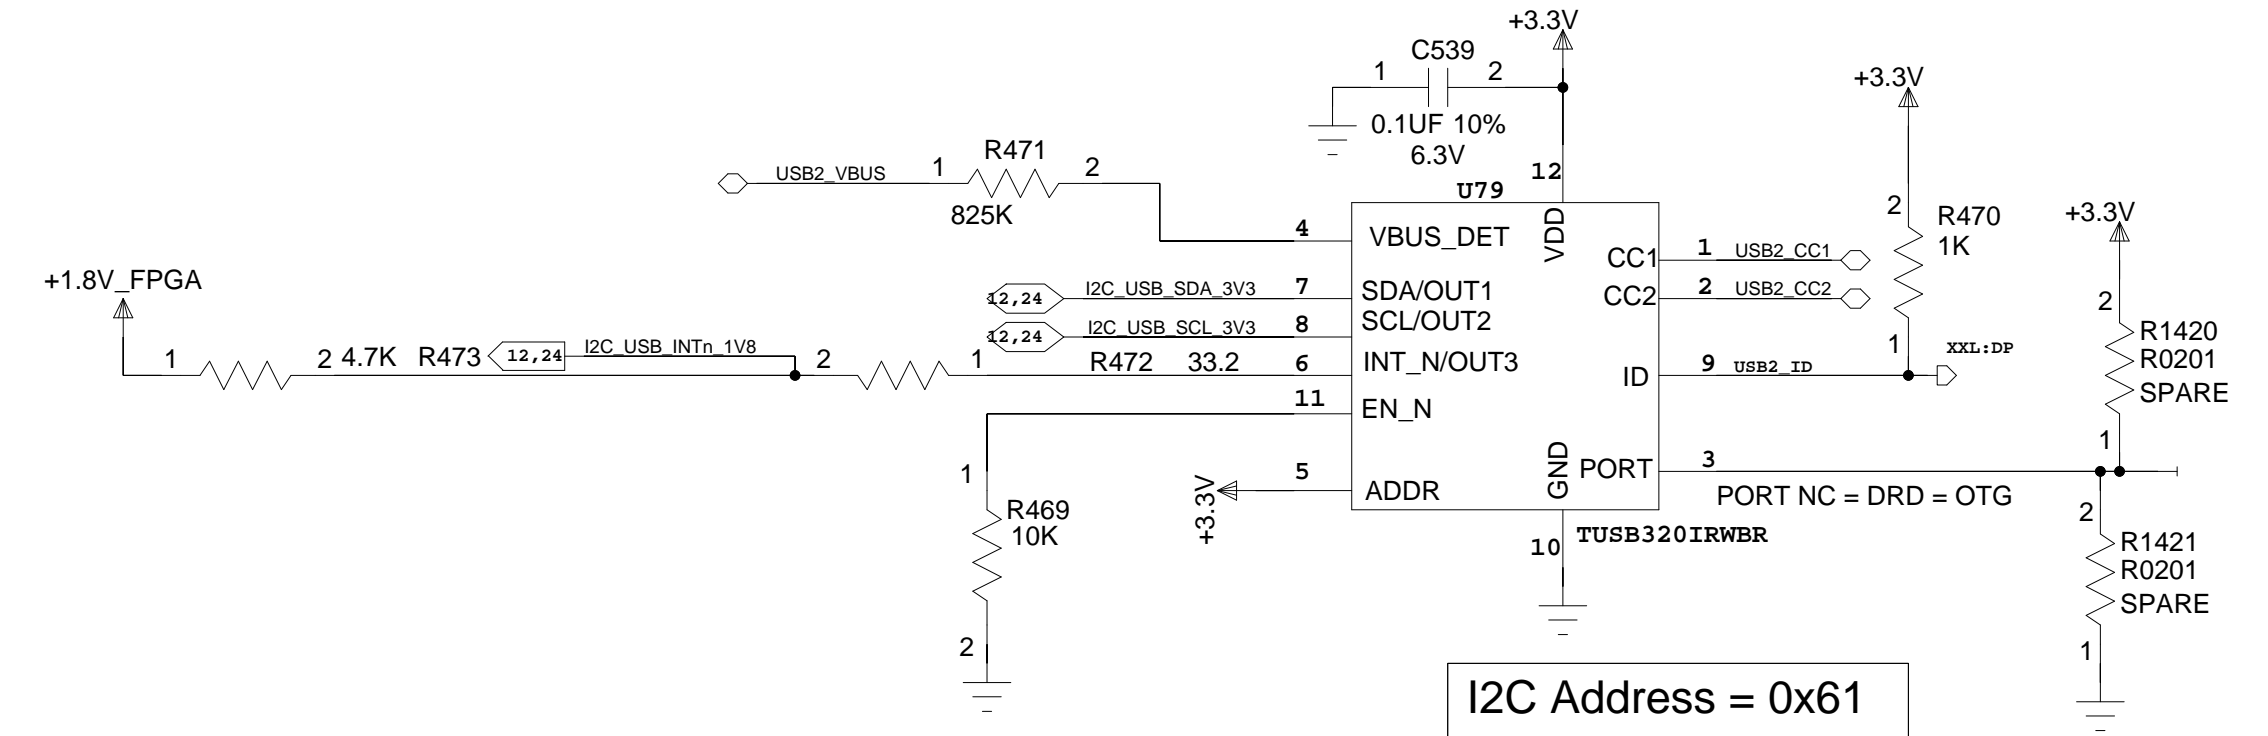 +3.3V
C539
1
2
0.1UF 10%
6.3V
+3.3V
R471
1
2
USB2_VBUS
825K
12
U79
2
R470
1K
+3.3V
4
VBUS_DET
VDD
CC1
1
USB2_CC1
+1.8V_FPGA
12,24
I2C_USB_SDA_3V3
7
SDA/OUT1
CC2
2
USB2_CC2
2
12,24
I2C_USB_SCL_3V3
8
SCL/OUT2
R1420
R0201
SPARE
1
2
4.7K
R473
12,24
I2C_USB_INTn_1V8
2
1
R472
33.2
6
INT_N/OUT3
ID
9
USB2_ID
1
XXL:DP
11
EN_N
1
1
R469
10K
2
+3.3V
5
ADDR
GND
PORT
3
PORT NC = DRD = OTG
10
TUSB320IRWBR
2
R1421
R0201
SPARE
1
I2C Address = 0x61